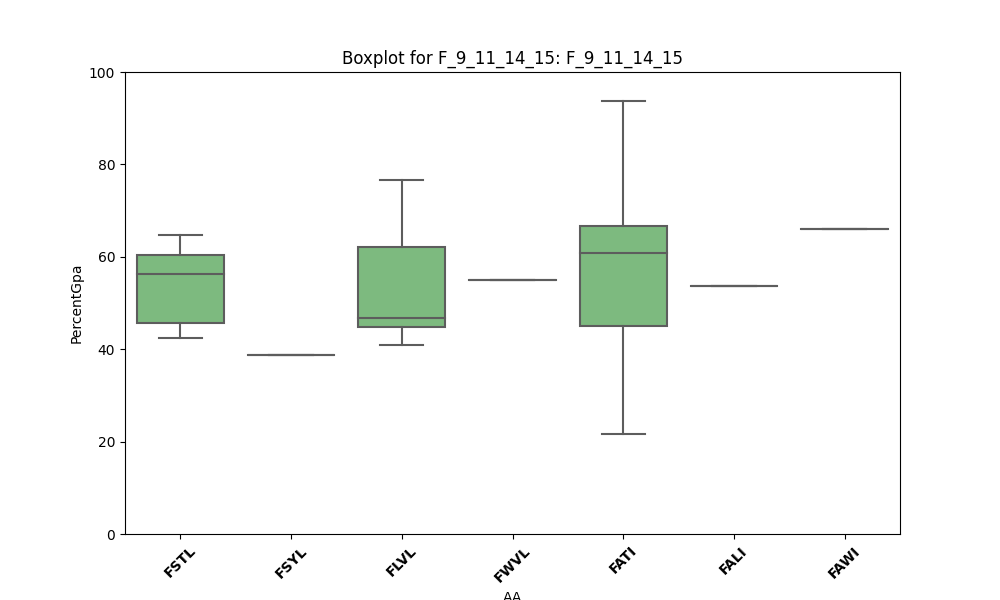 Boxplot for F_9_11_14_15: F_9_11_14_15
PercentGpa
100
80
60
40
20
0
FSTL
FSYL
FLVL
FWVL
FATI
FALI
FAWI
AA